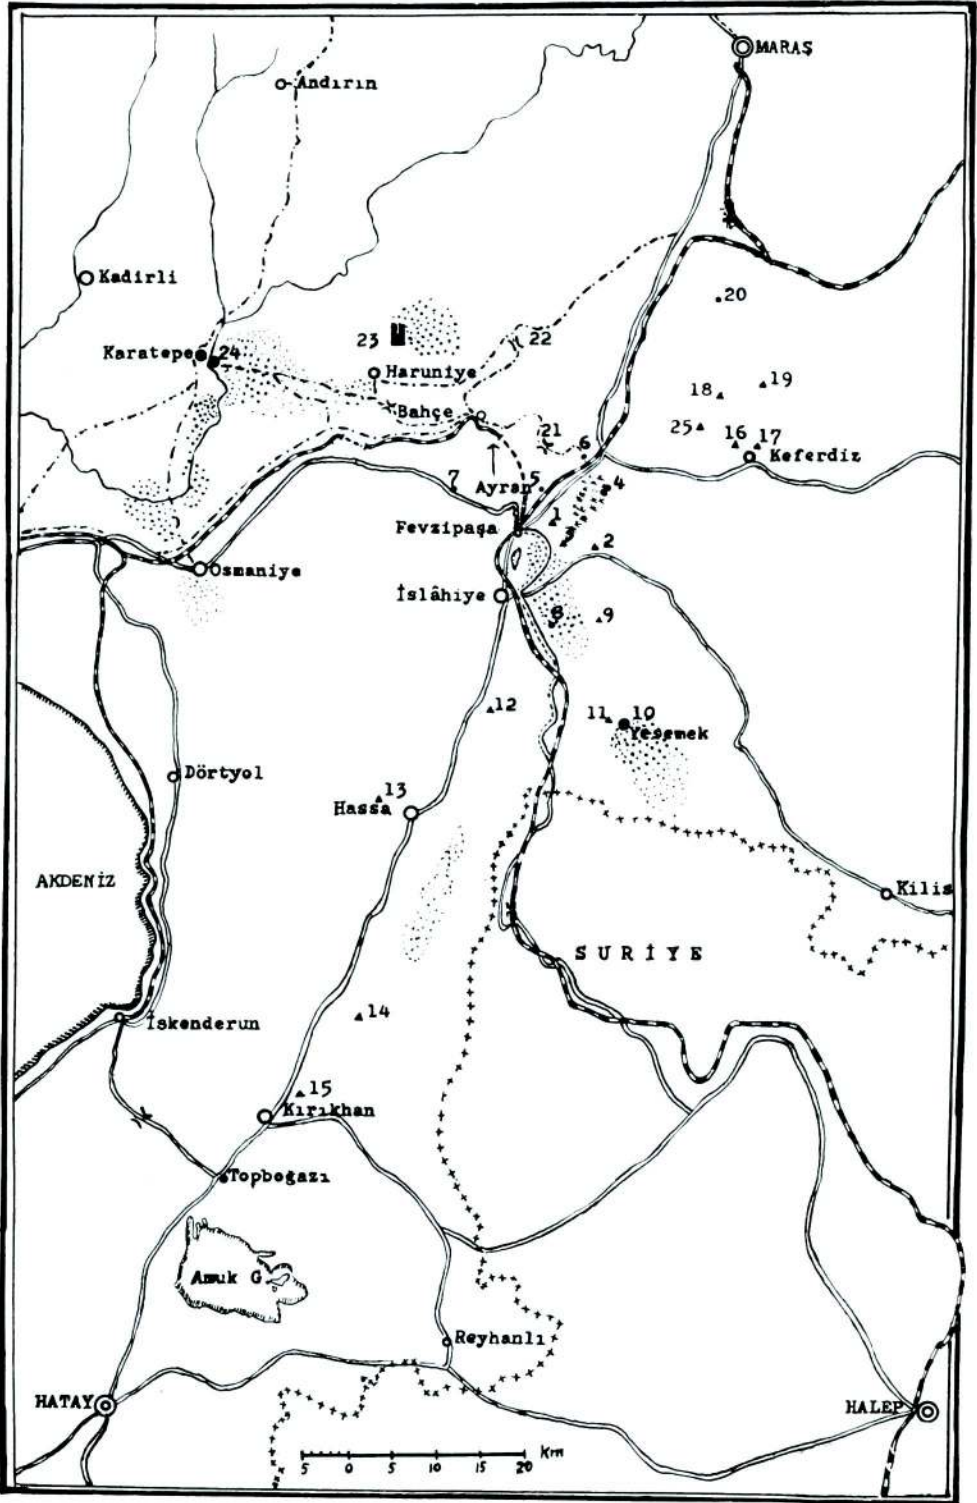 MARAŞ
Andırın
Kadirli
20
Karatepe
24
23
22
Haruniye
19
18
Bahçe
25
16
17
Keferdiz
21
6
7
Ayran
5
4
Fevzipaşa
1
3
2
Osmaniye
İslâhiye
8
9
12
11
10
Yesemek
Dörtyol
13
Hassa
AKDENİZ
Kilis
SURİYE
İskenderun
14
15
Kırıkhan
Topboğazı
Amuk G
Reyhanlı
HATAY
HALEP
Km
5 0 5 10 15 20